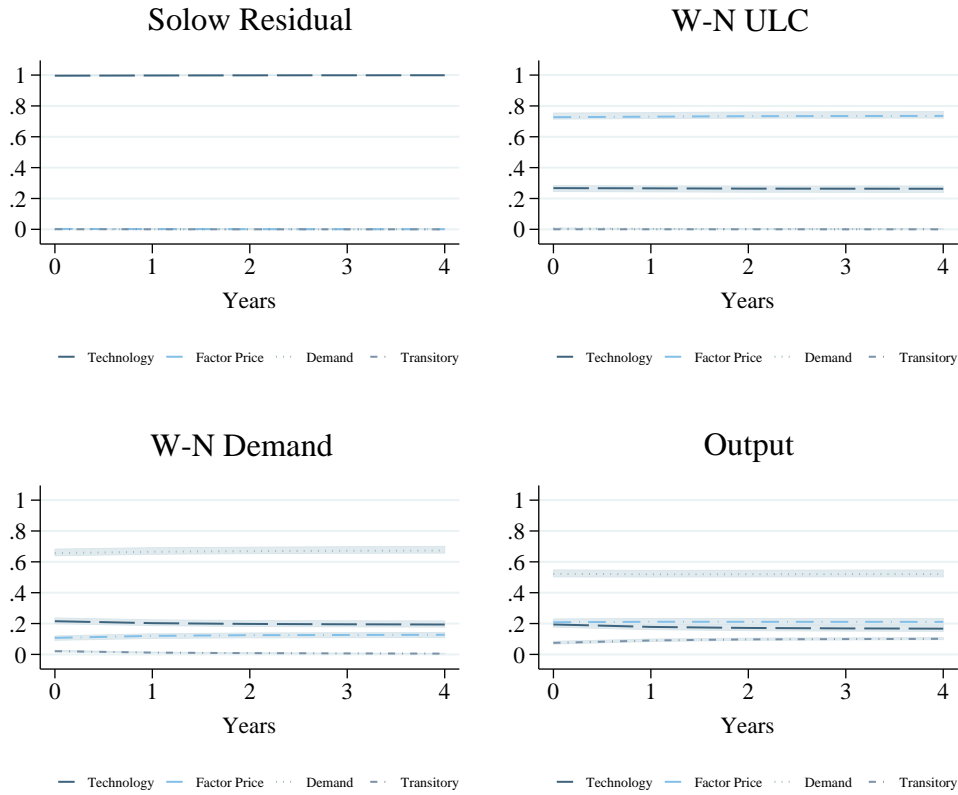 Solow Residual
1
.8
.6
.4
.2
0
0 1 2 3 4
Years
Technology Factor Price Demand Transitory
W-N ULC
1
.8
.6
.4
.2
0
0 1 2 3 4
Years
Technology Factor Price Demand Transitory
W-N Demand
1
.8
.6
.4
.2
0
0 1 2 3 4
Years
Technology Factor Price Demand Transitory
Output
1
.8
.6
.4
.2
0
0 1 2 3 4
Years
Technology Factor Price Demand Transitory